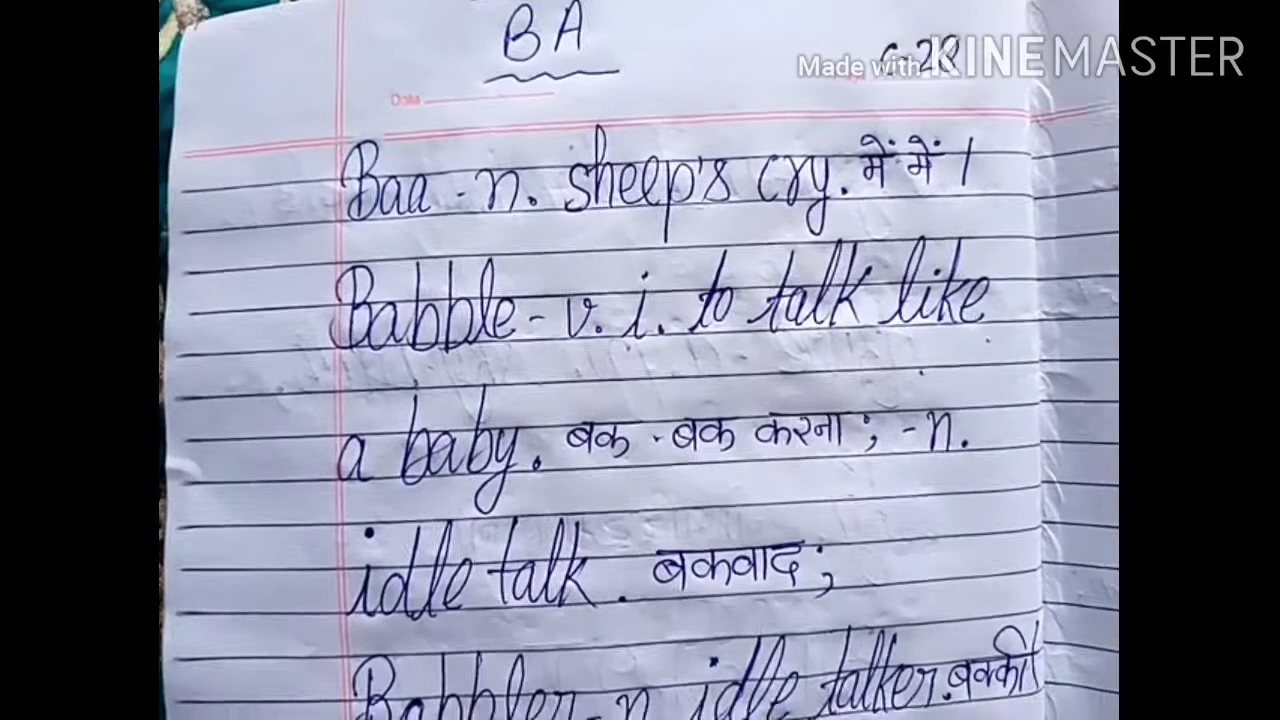 BA
Made with KINEMASTER
Date
Baa - n. sheep's cry. में में ।
Babble - v. i. to talk like
a baby. बक - बक करना ; - n.
idle talk. बकवाद ;
Babbler - n idle talker. बक्की